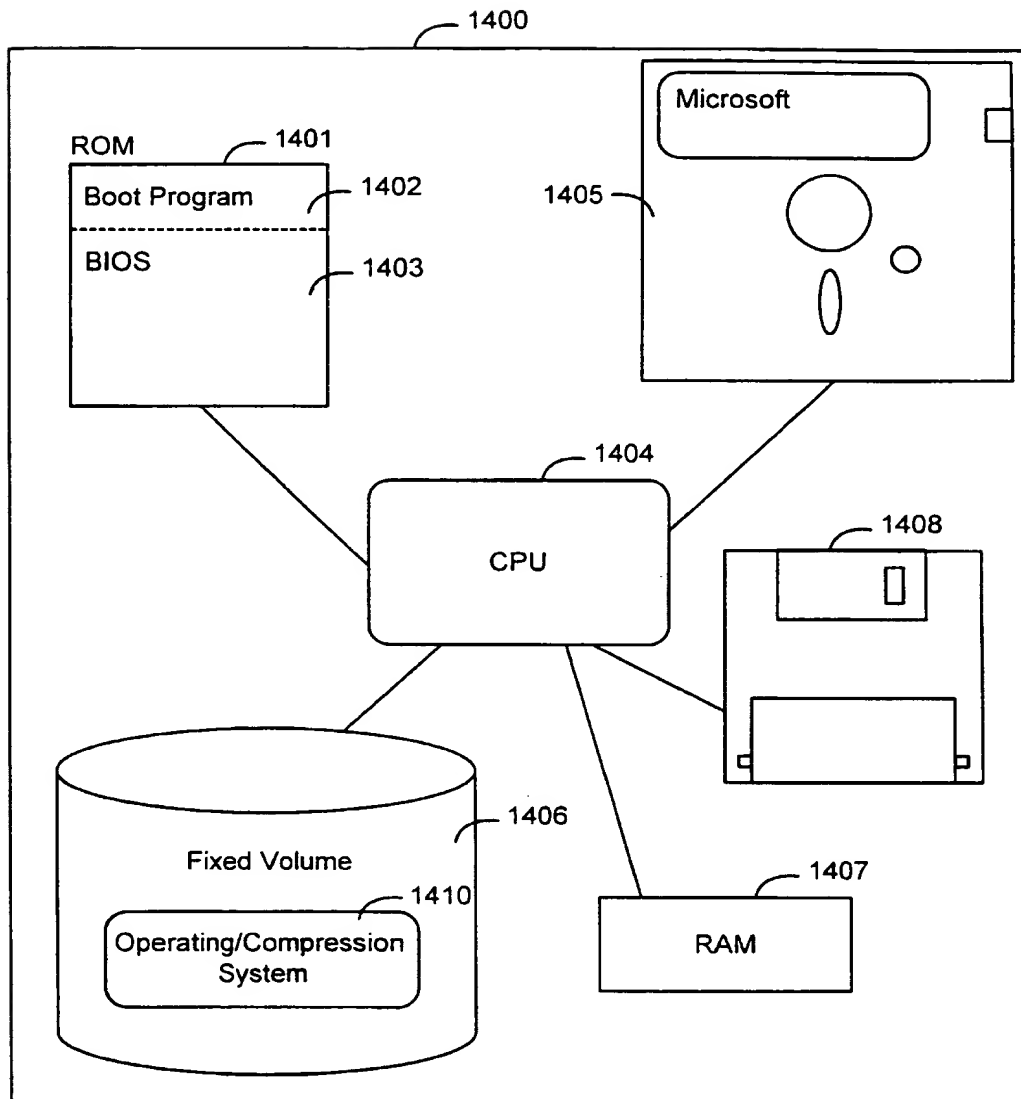 1400
ROM
1401
Boot Program
1402
BIOS
1403
Microsoft
1405
1404
CPU
1408
1406
Fixed Volume
1410
Operating/Compression
System
1407
RAM